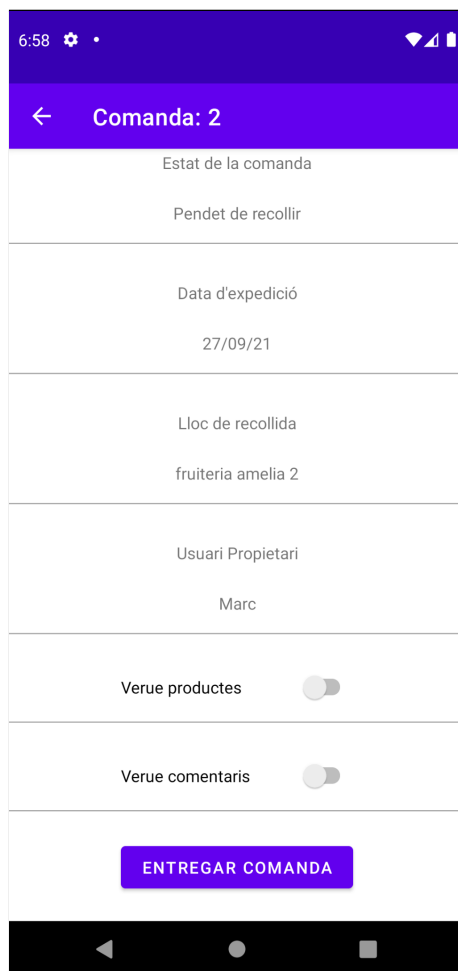 6:58
Comanda: 2
Estat de la comanda
Pendet de recollir
Data d'expedició
27/09/21
Lloc de recollida
fruiteria amelia 2
Usuari Propietari
Marc
Verue productes
Verue comentaris
ENTREGAR COMANDA